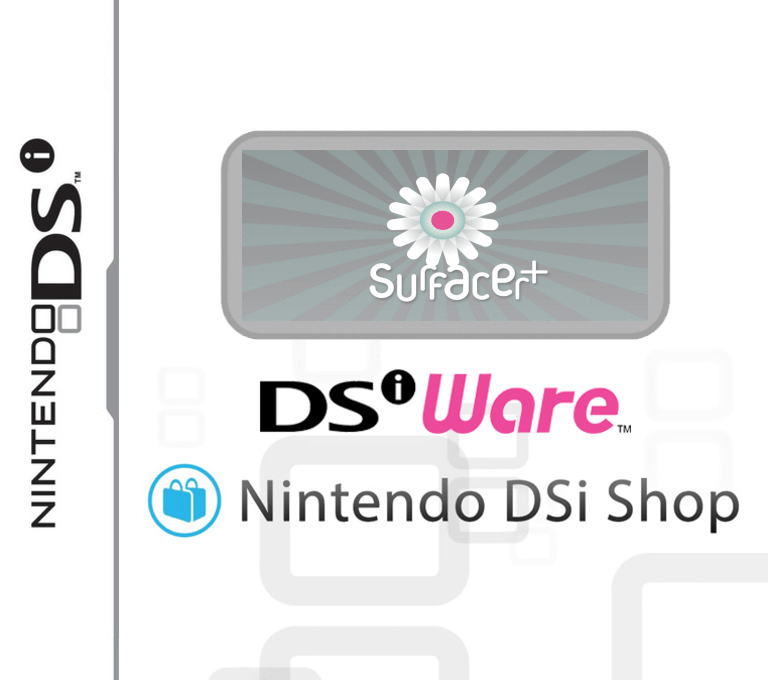 NINTENDO DSi™
Surfacer+
DSiWare™
Nintendo DSi Shop